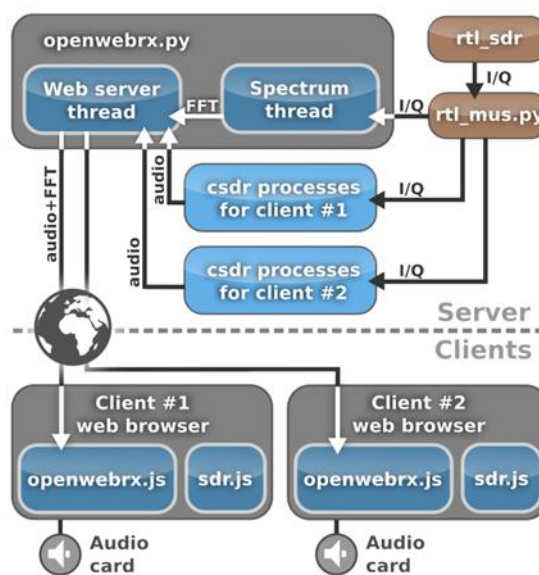 openwebrx.py
Web server
thread
FFT
Spectrum
thread
I/Q
rtl_sdr
I/Q
rtl_mus.py
audio+FFT
audio
audio
csdr processes
for client #1
I/Q
csdr processes
for client #2
I/Q
Server
Clients
Client #1
web browser
openwebrx.js
sdr.js
Audio
card
Client #2
web browser
openwebrx.js
sdr.js
Audio
card